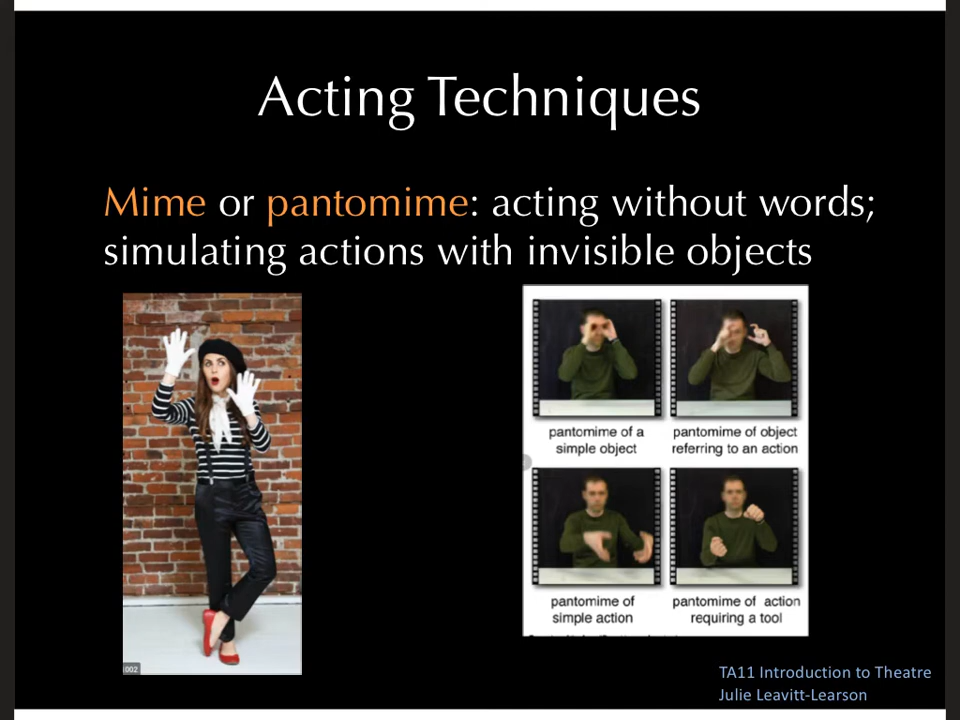 Acting Techniques
Mime or pantomime: acting without words;
simulating actions with invisible objects
pantomime of a
simple object
pantomime of object
referring to an action
pantomime of
simple action
pantomime of action
requiring a tool
002
TA11 Introduction to Theatre
Julie Leavitt-Learson